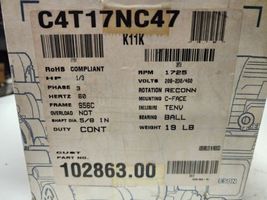 C4T17NC47
K11K
RoHS COMPLIANT
HP 1/3
PHASE 3
HERTZ 60
FRAME S56C
OVERLOAD NOT
SHAFT DIA 5/8 IN
DUTY CONT
RPM 1725
VOLTS 208-230/460
ROTATION RECONN
MOUNTING C-FACE
ENCLOSURE TENV
BEARING BALL
WEIGHT 19 LB
CUST
PART NO.
102863.00